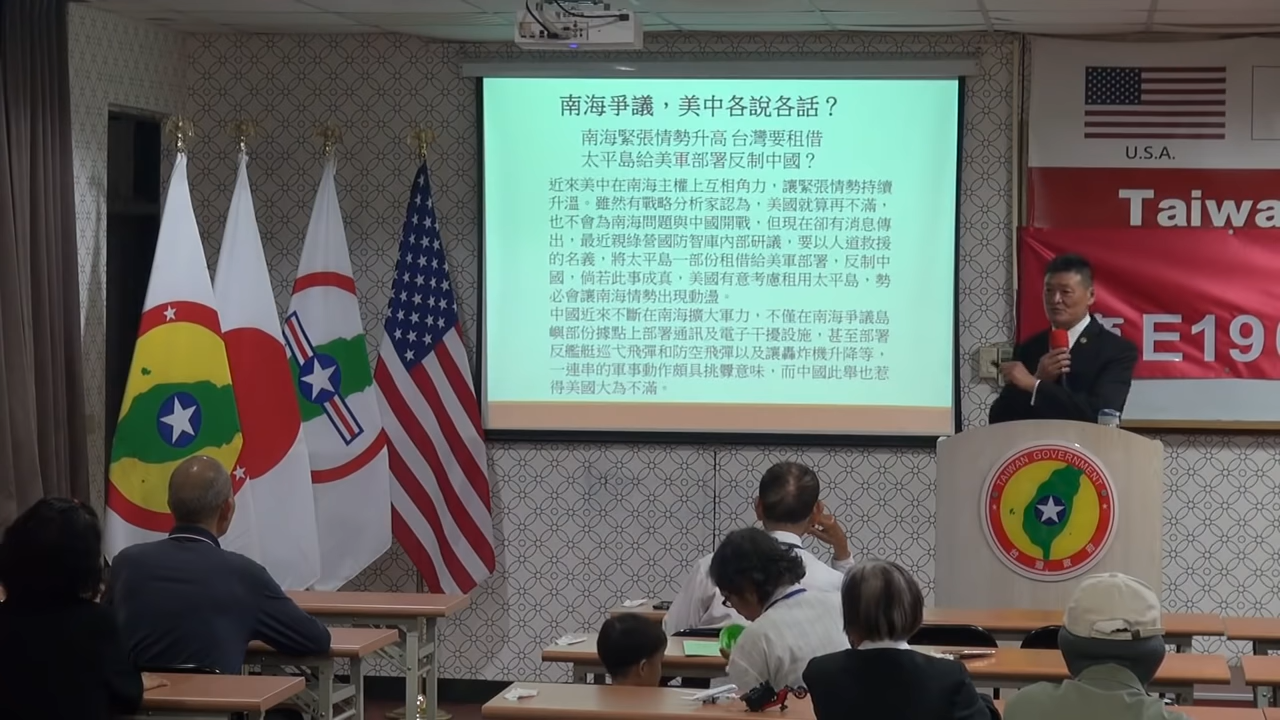 南海爭議，美中各說各話？
南海緊張情勢升高 台灣要租借
太平島給美軍部署反制中國？
近來美中在南海主權上互相角力，讓緊張情勢持續
升溫。雖然有戰略分析家認為，美國就算再不滿，
也不會為南海問題與中國開戰，但現在卻有消息傳
出，最近親綠營國防智庫內部研議，要以人道救援
的名義，將太平島一部份租借給美軍部署，反制中
國，倘若此事成真，美國有意考慮租用太平島，勢
必會讓南海情勢出現動盪。
中國近來不斷在南海擴大軍力，不僅在南海爭議島
嶼部份據點上部署通訊及電子干擾設施，甚至部署
反艦艇巡弋飛彈和防空飛彈以及讓轟炸機升降等，
一連串的軍事動作頗具挑釁意味，而中國此舉也惹
得美國大為不滿。
U.S.A.
Taiwa
E190
TAIWAN GOVERNMENT
台灣政府